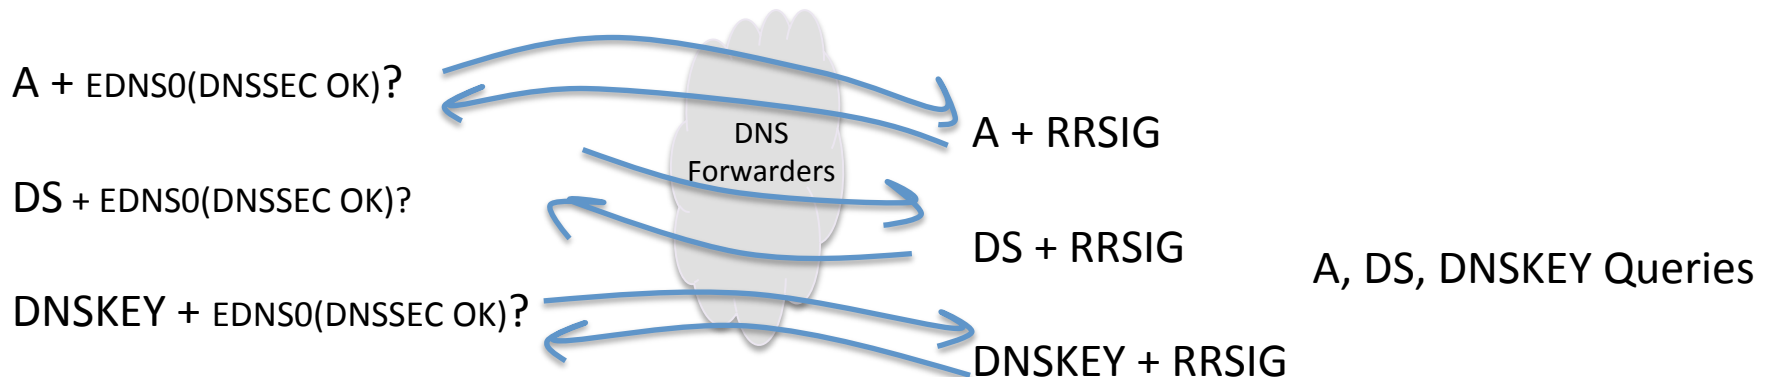 A + EDNS0(DNSSEC OK)?
DNS
Forwarders
A + RRSIG
DS + EDNS0(DNSSEC OK)?
DS + RRSIG
A, DS, DNSKEY Queries
DNSKEY + EDNS0(DNSSEC OK)?
DNSKEY + RRSIG